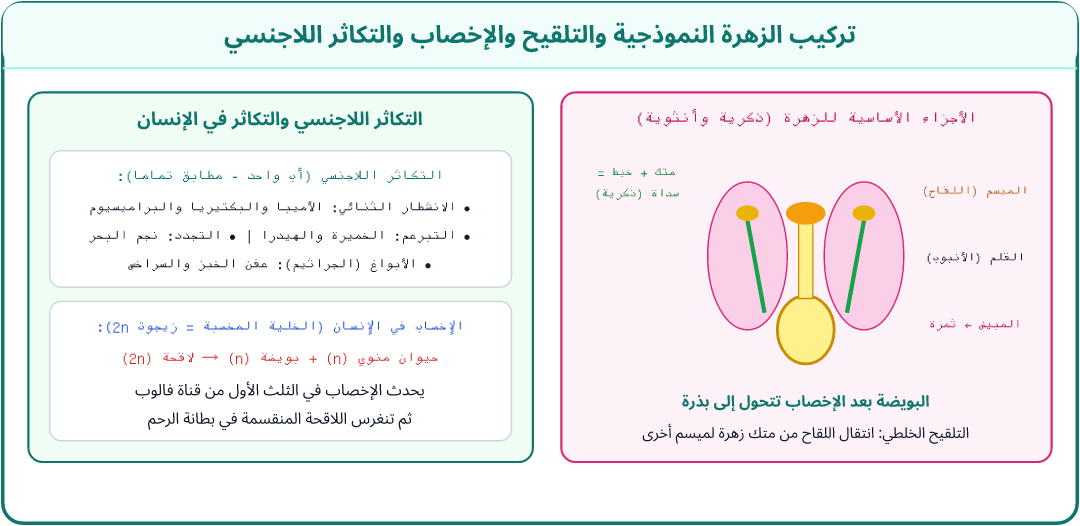 تركيب الزهرة النموذجية والتلقيح والإخصاب والتكاثر اللاجنسي
الأجزاء الأساسية للزهرة (ذكرية وأنثوية)
متك + خيط =
سداة (ذكرية)
الميسم (اللقاح)
القلم (الأنبوب)
المبيض ← ثمرة
البويضة بعد الإخصاب تتحول إلى بذرة
التلقيح الخلطي: انتقال اللقاح من متك زهرة لميسم أخرى
التكاثر اللاجنسي والتكاثر في الإنسان
التكاثر اللاجنسي (أب واحد - مطابق تماما):
• الانشطار الثنائي: الأميبا والبكتيريا والبراميسيوم
• التبرعم: الخميرة والهيدرا | • التجدد: نجم البحر
• الأبواغ (الجراثيم): عفن الخبز والسراخس
الإخصاب في الإنسان (الخلية المخصبة = زيجوت 2n):
حيوان منوي (n) + بويضة (n) ← لاقحة (2n)
يحدث الإخصاب في الثلث الأول من قناة فالوب
ثم تنغرس اللاقحة المنقسمة في بطانة الرحم